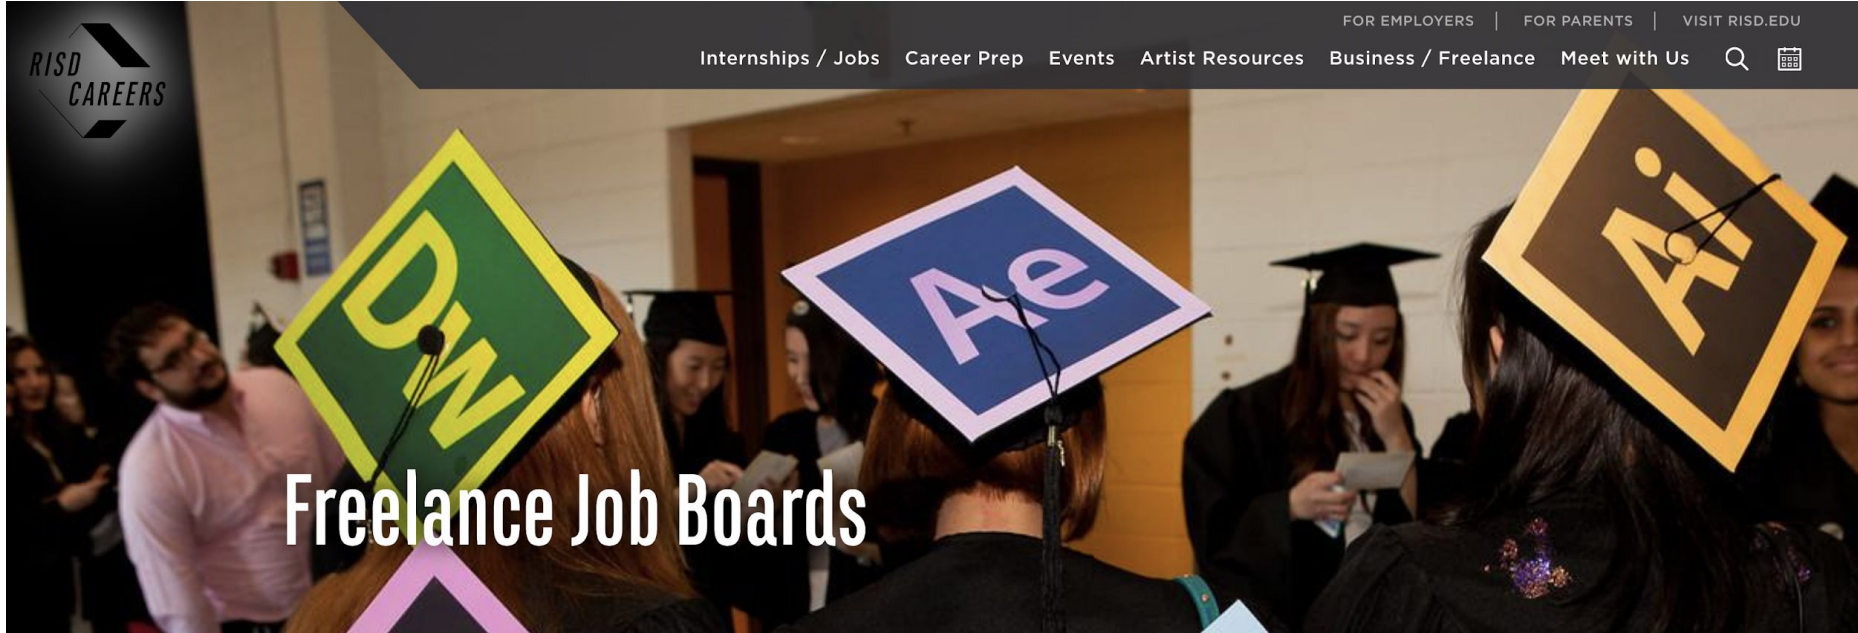 FOR EMPLOYERS | FOR PARENTS | VISIT RISD.EDU
RISD
CAREERS
Internships / Jobs Career Prep Events Artist Resources Business / Freelance Meet with Us
Dw
Ae
Ai
Freelance Job Boards